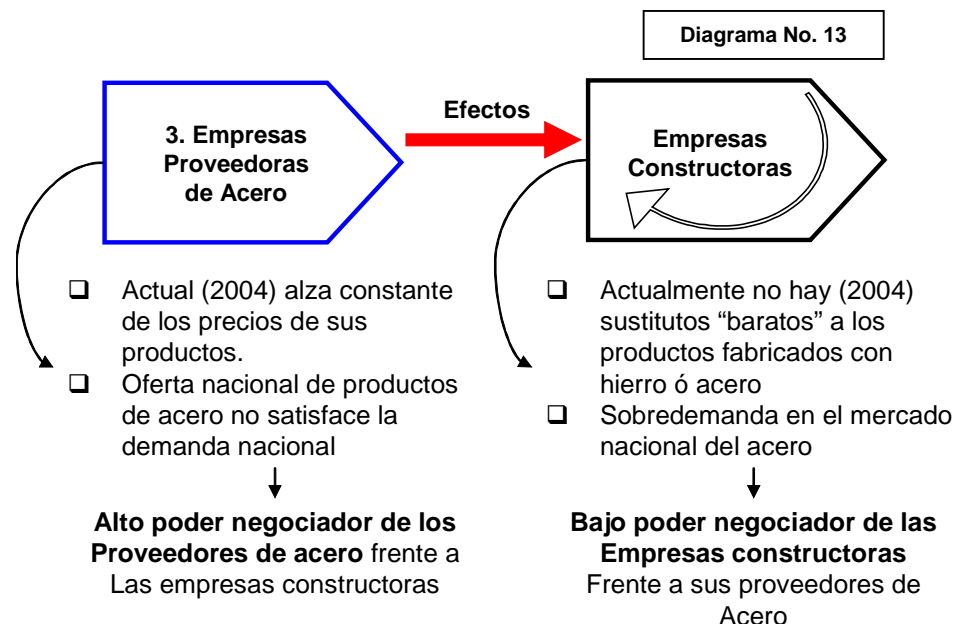 Diagrama No. 13
3. Empresas
Proveedoras
de Acero
Efectos
Empresas
Constructoras
❑ Actual (2004) alza constante
de los precios de sus
productos.
❑ Oferta nacional de productos
de acero no satisface la
demanda nacional
Alto poder negociador de los
Proveedores de acero frente a
Las empresas constructoras
❑ Actualmente no hay (2004)
sustitutos “baratos” a los
productos fabricados con
hierro ó acero
❑ Sobredemanda en el mercado
nacional del acero
Bajo poder negociador de las
Empresas constructoras
Frente a sus proveedores de
Acero